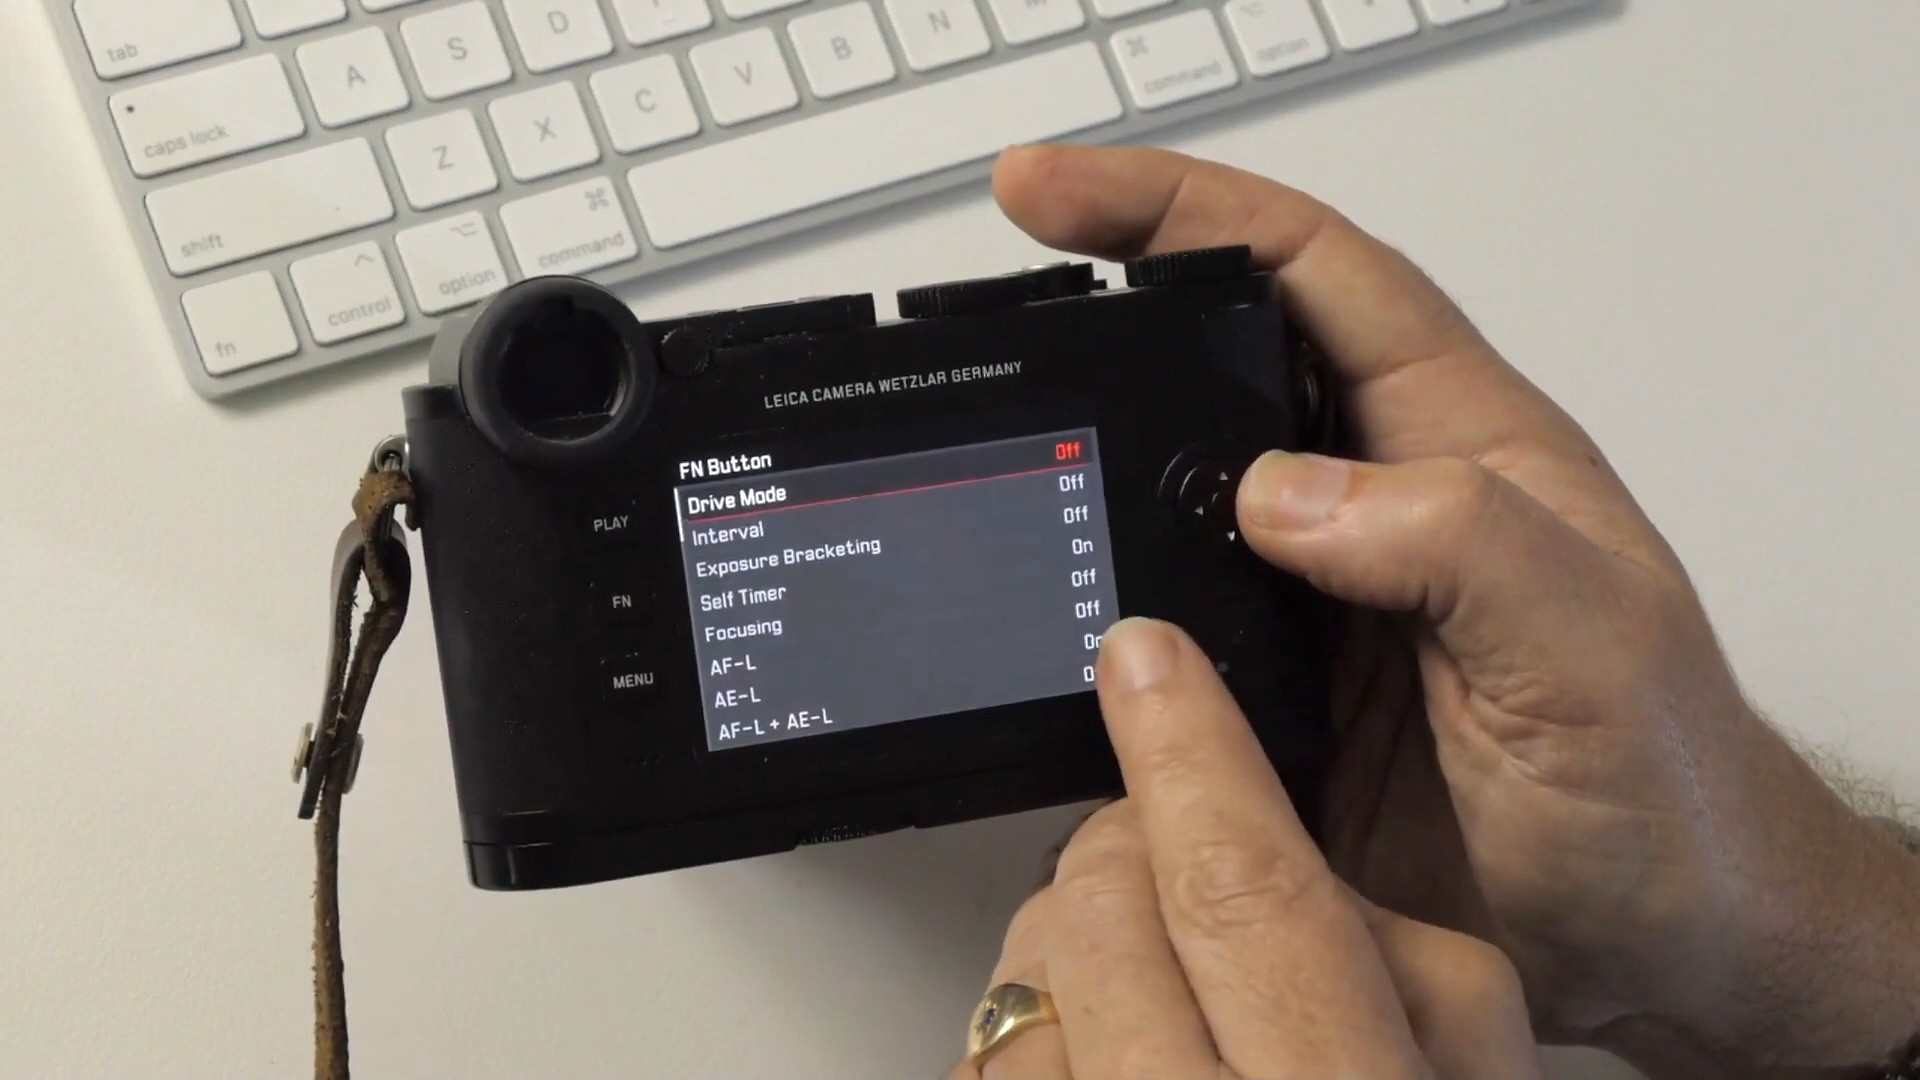 tab
caps lock A S D
shift Z X C V B N M ⌘ command ⌥ option
fn ^ control ⌥ option ⌘ command
LEICA CAMERA WETZLAR GERMANY
PLAY
FN
MENU
FN Button
Drive Mode Off
Interval Off
Exposure Bracketing Off
Self Timer On
Focusing Off
AF-L Off
AE-L On
AF-L + AE-L